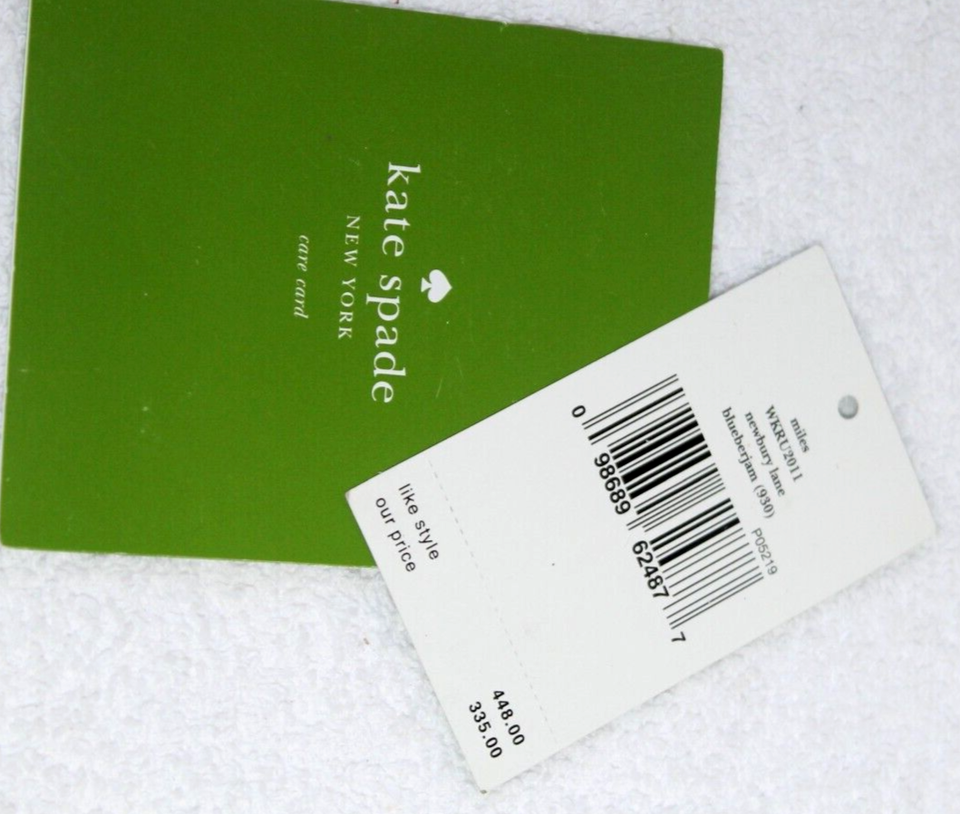 kate spade
NEW YORK
care card
miles
WKRU2011
newbury lane
blueberjam (930)
P05219
0 98689 62487 7
like style 448.00
our price 335.00